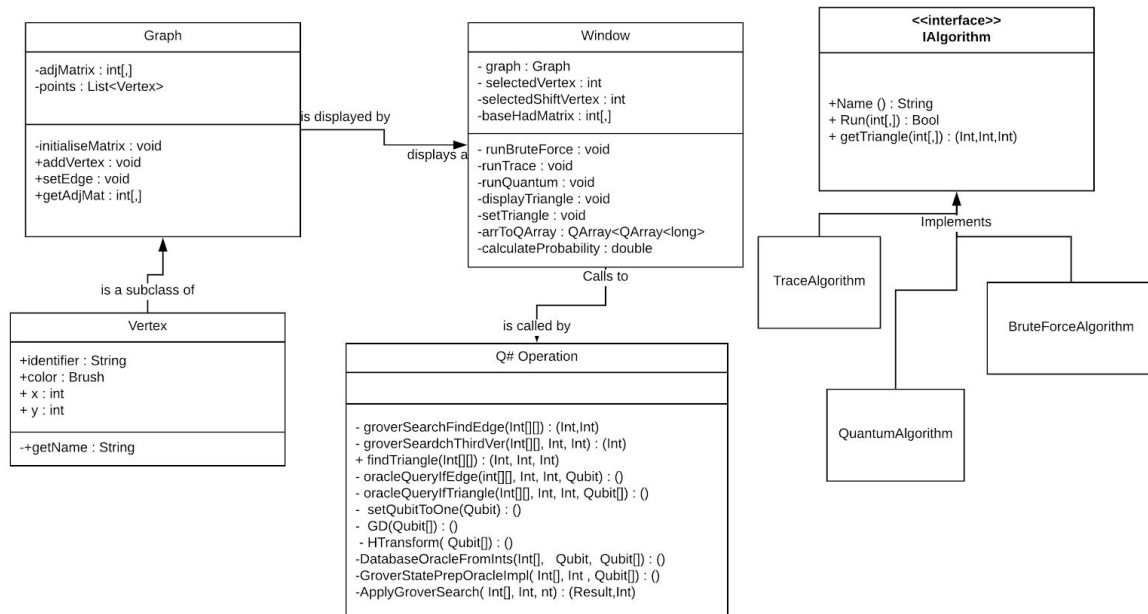 Graph
-adjMatrix : int[,]
-points : List<Vertex>
-initialiseMatrix : void
+addVertex : void
+setEdge : void
+getAdjMat : int[,]
is displayed by
displays a
Window
- graph : Graph
- selectedVertex : int
-selectedShiftVertex : int
-baseHadMatrix : int[,]
- runBruteForce : void
-runTrace : void
-runQuantum : void
-displayTriangle : void
-setTriangle : void
-arrToQArray : QArray<QArray<long>
-calculateProbability : double
<<interface>>
IAlgorithm
+Name () : String
+ Run(int[,]) : Bool
+ getTriangle(int[,]) : (Int,Int,Int)
Implements
TraceAlgorithm
BruteForceAlgorithm
QuantumAlgorithm
is a subclass of
Vertex
+identifier : String
+color : Brush
+ x : int
+ y : int
-+getName : String
Calls to
is called by
Q# Operation
- groverSearchFindEdge(Int[][]) : (Int,Int)
- groverSeardchThirdVer(Int[][], Int, Int) : (Int)
+ findTriangle(Int[][]) : (Int, Int, Int)
- oracleQueryIfEdge(int[][], Int, Int, Qubit) : ()
- oracleQueryIfTriangle(Int[][], Int, Int, Qubit[]) : ()
- setQubitToOne(Qubit) : ()
- GD(Qubit[]) : ()
- HTransform( Qubit[]) : ()
-DatabaseOracleFromInts(Int[], Qubit, Qubit[]) : ()
-GroverStatePrepOracleImpl( Int[], Int , Qubit[]) : ()
-ApplyGroverSearch( Int[], Int, nt) : (Result,Int)